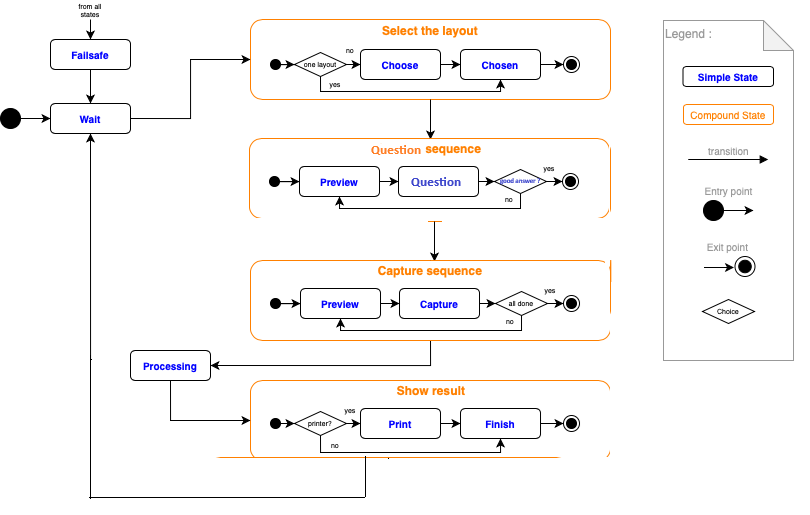 from all
states
Failsafe
Wait
Select the layout
one layout
no
yes
Choose
Chosen
Question sequence
Preview
Question
good answer ?
yes
no
Capture sequence
Preview
Capture
all done
yes
no
Processing
Show result
printer?
yes
no
Print
Finish
Legend :
Simple State
Compound State
transition
Entry point
Exit point
Choice